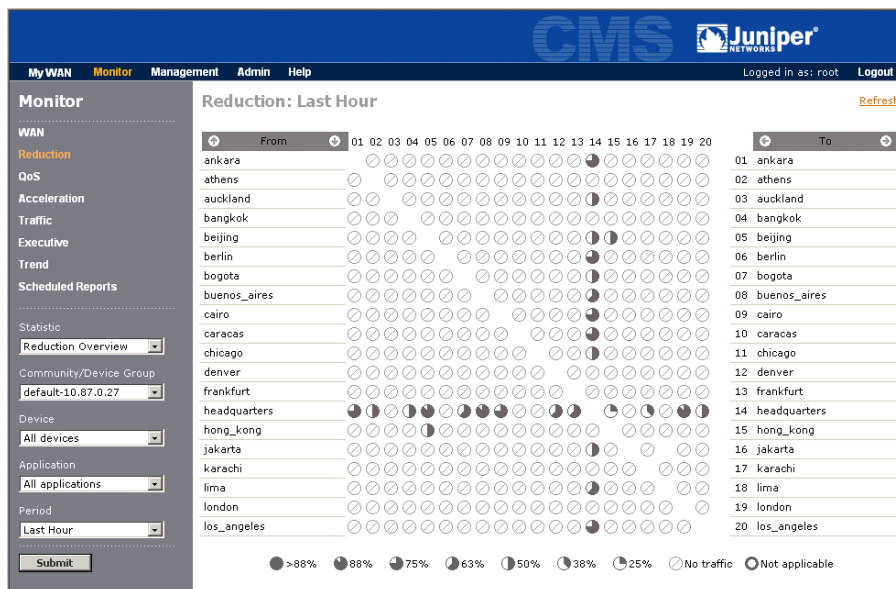 CMS
Juniper®
NETWORKS
My WAN Monitor Management Admin Help Logged in as: root Logout
Monitor
WAN
Reduction
QoS
Acceleration
Traffic
Executive
Trend
Scheduled Reports
Statistic
Reduction Overview
Community/Device Group
default-10.87.0.27
Device
All devices
Application
All applications
Period
Last Hour
Submit
Reduction: Last Hour
Refresh
From 01 02 03 04 05 06 07 08 09 10 11 12 13 14 15 16 17 18 19 20 To
ankara 01 ankara
athens 02 athens
auckland 03 auckland
bangkok 04 bangkok
beijing 05 beijing
berlin 06 berlin
bogota 07 bogota
buenos_aires 08 buenos_aires
cairo 09 cairo
caracas 10 caracas
chicago 11 chicago
denver 12 denver
frankfurt 13 frankfurt
headquarters 14 headquarters
hong_kong 15 hong_kong
jakarta 16 jakarta
karachi 17 karachi
lima 18 lima
london 19 london
los_angeles 20 los_angeles
>88% 88% 75% 63% 50% 38% 25% No traffic Not applicable